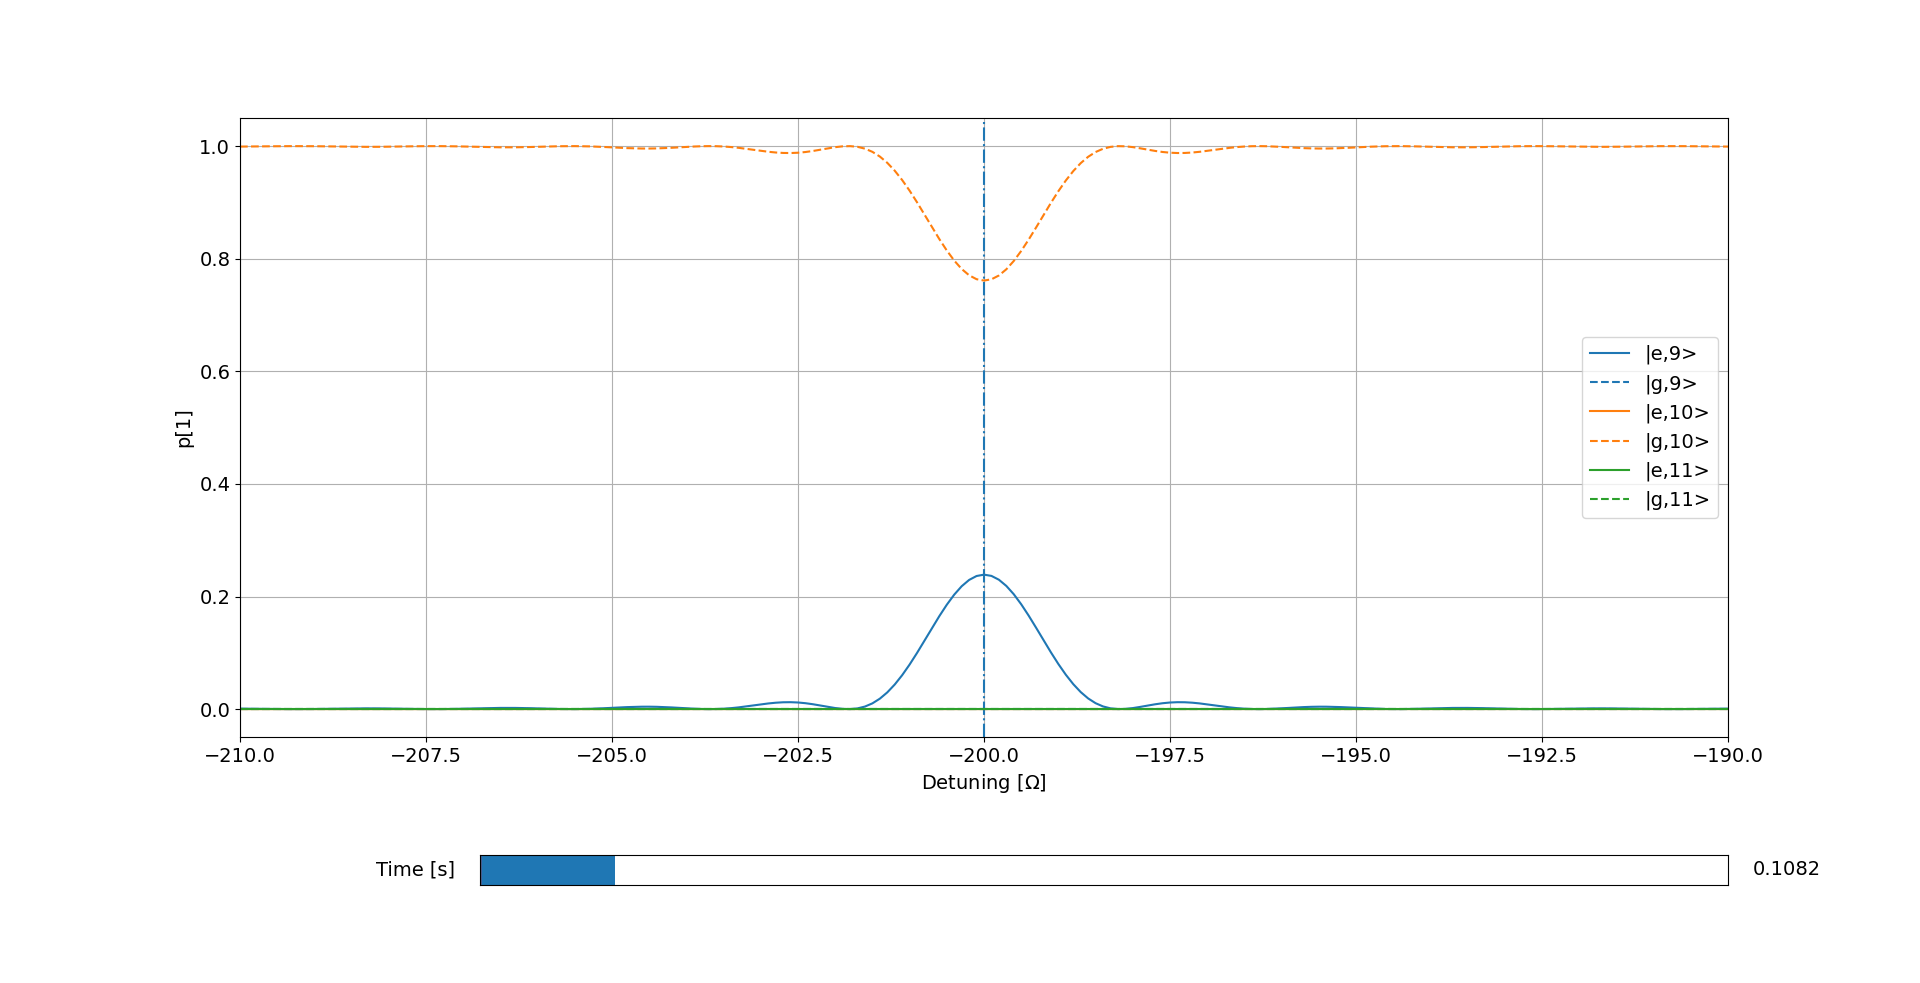 1.0
0.8
0.6
0.4
0.2
0.0
p[1]
|e,9>
|g,9>
|e,10>
|g,10>
|e,11>
|g,11>
−210.0 −207.5 −205.0 −202.5 −200.0 −197.5 −195.0 −192.5 −190.0
Detuning [Ω]
Time [s] 0.1082